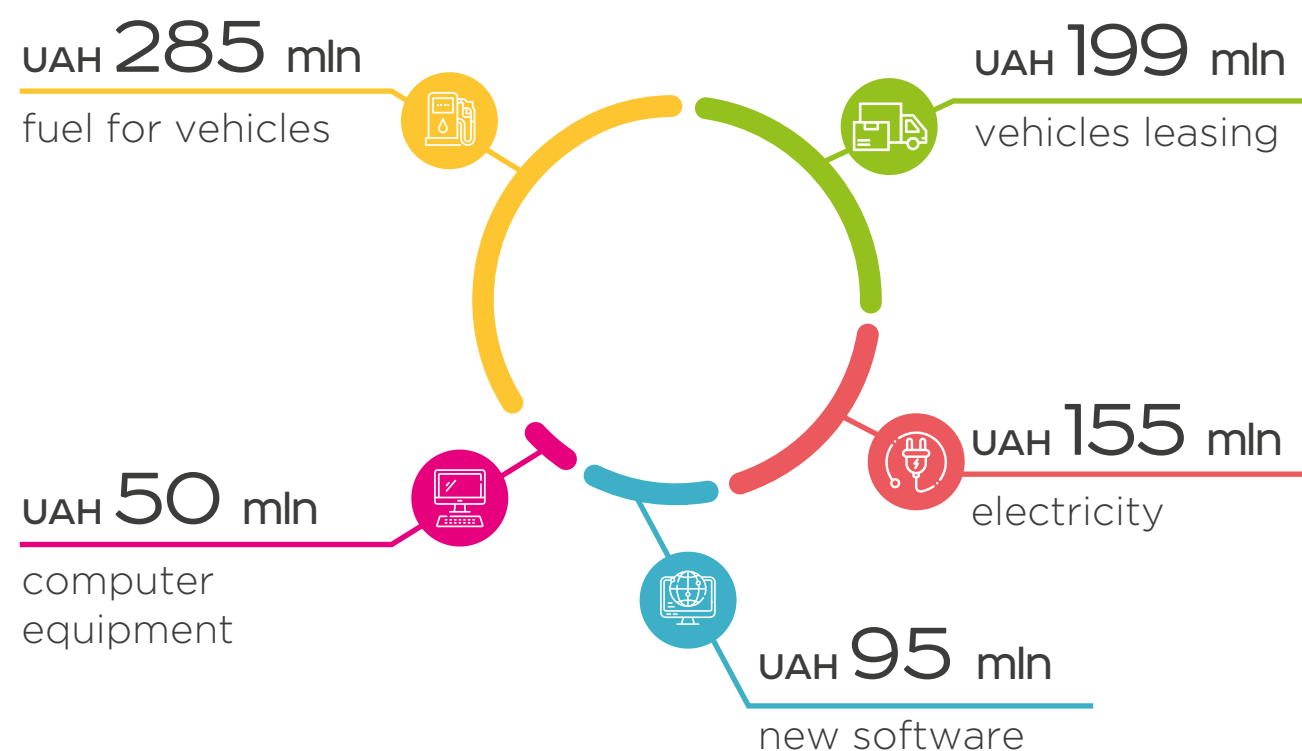 UAH 285 mln
fuel for vehicles
UAH 199 mln
vehicles leasing
UAH 155 mln
electricity
UAH 50 mln
computer
equipment
UAH 95 mln
new software